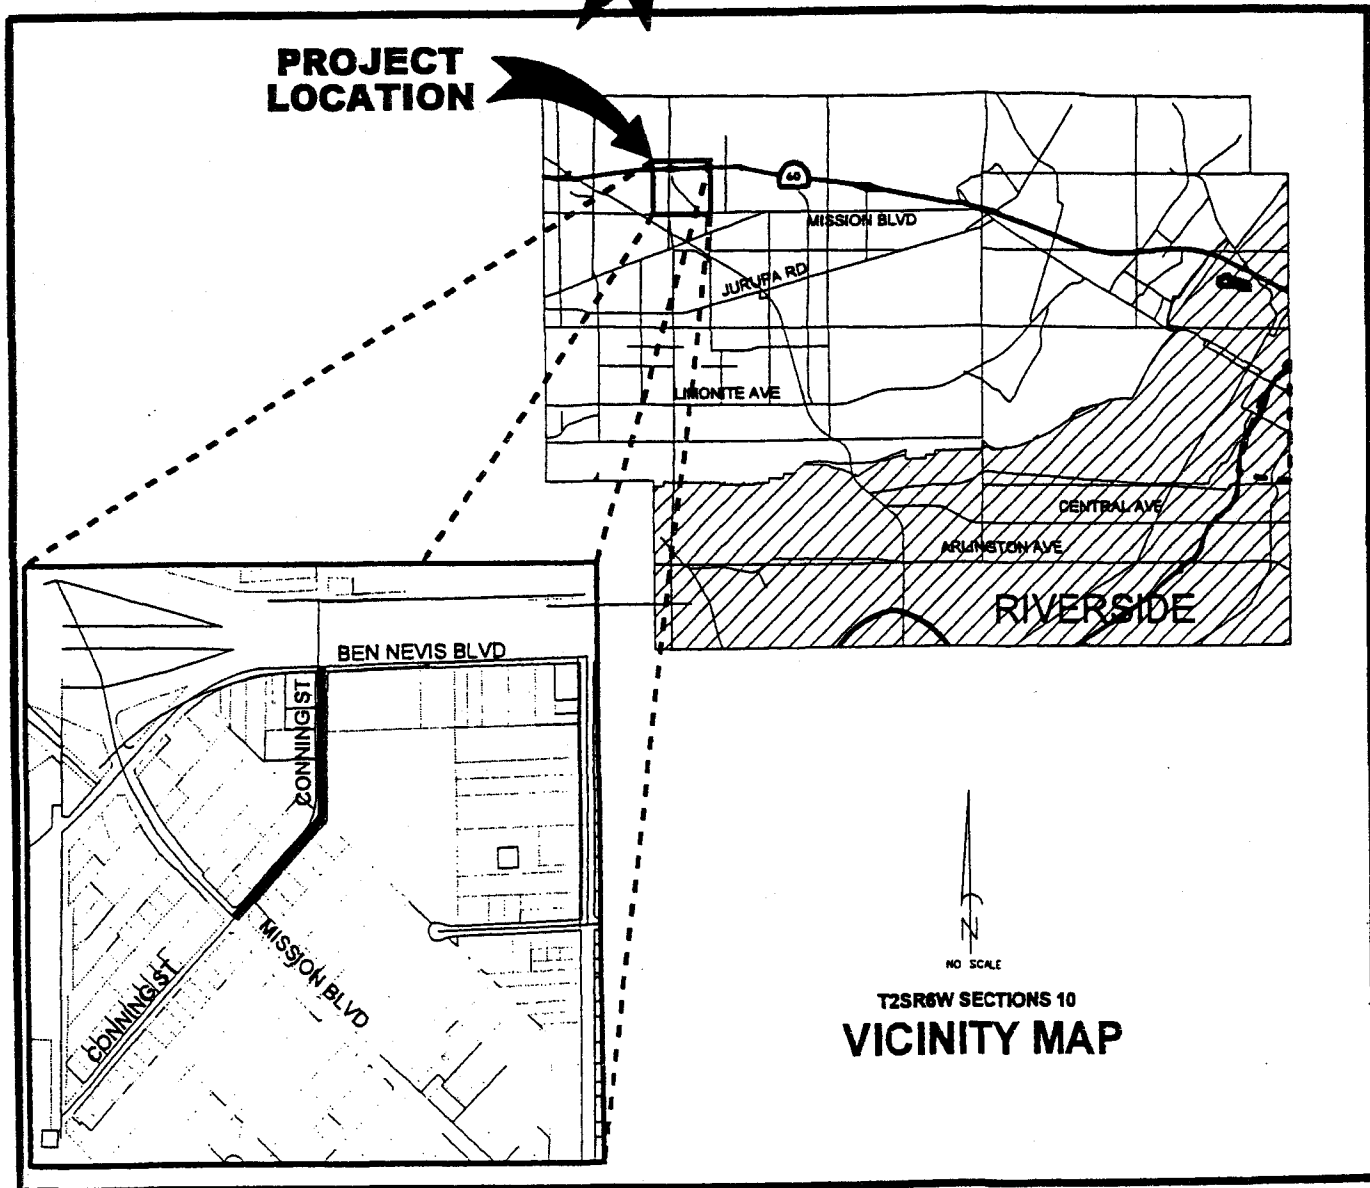 PROJECT
LOCATION
60
MISSION BLVD
JURUPA RD
LIMONITE AVE
CENTRAL AVE
ARLINGTON AVE
RIVERSIDE
BEN NEVIS BLVD
CONNING ST
MISSION BLVD
CONNING ST
N
NO SCALE
T2SR6W SECTIONS 10
VICINITY MAP